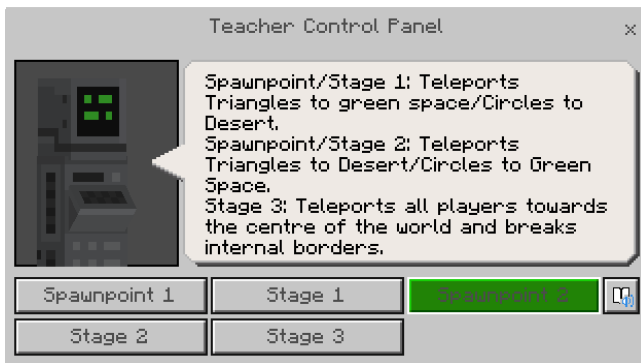 Teacher Control Panel
Spawnpoint/Stage 1: Teleports
Triangles to green space/Circles to
Desert.
Spawnpoint/Stage 2: Teleports
Triangles to Desert/Circles to Green
Space.
Stage 3: Teleports all players towards
the centre of the world and breaks
internal borders.
Spawnpoint 1
Stage 1
Spawnpoint 2
Stage 2
Stage 3